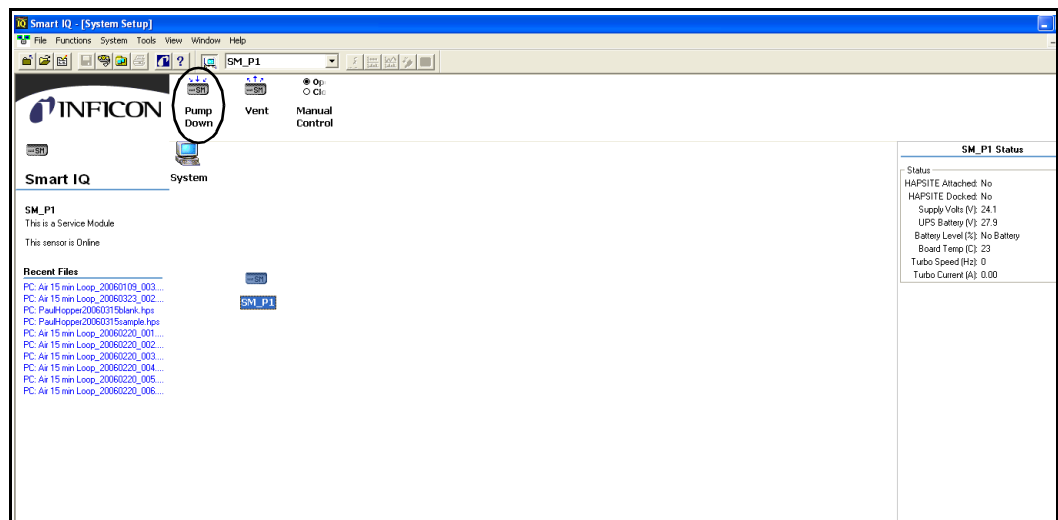 Smart IQ - [System Setup]
File Functions System Tools View Window Help
SM_P1
INFICON
Pump
Down
Vent
Op
Clo
Manual
Control
SM
Smart IQ
System
SM_P1
This is a Service Module
This sensor is Online
Recent Files
PC: Air 15 min Loop_20060109_003....
PC: Air 15 min Loop_20060323_002....
PC: PaulHopper20060315blank.hps
PC: PaulHopper20060315sample.hps
PC: Air 15 min Loop_20060220_001....
PC: Air 15 min Loop_20060220_002....
PC: Air 15 min Loop_20060220_003....
PC: Air 15 min Loop_20060220_004....
PC: Air 15 min Loop_20060220_005....
PC: Air 15 min Loop_20060220_006....
SM
SM_P1
SM_P1 Status
Status
HAPSITE Attached: No
HAPSITE Docked: No
Supply Volts (V): 24.1
UPS Battery (V): 27.9
Battery Level (%): No Battery
Board Temp (C): 23
Turbo Speed (Hz): 0
Turbo Current (A): 0.00